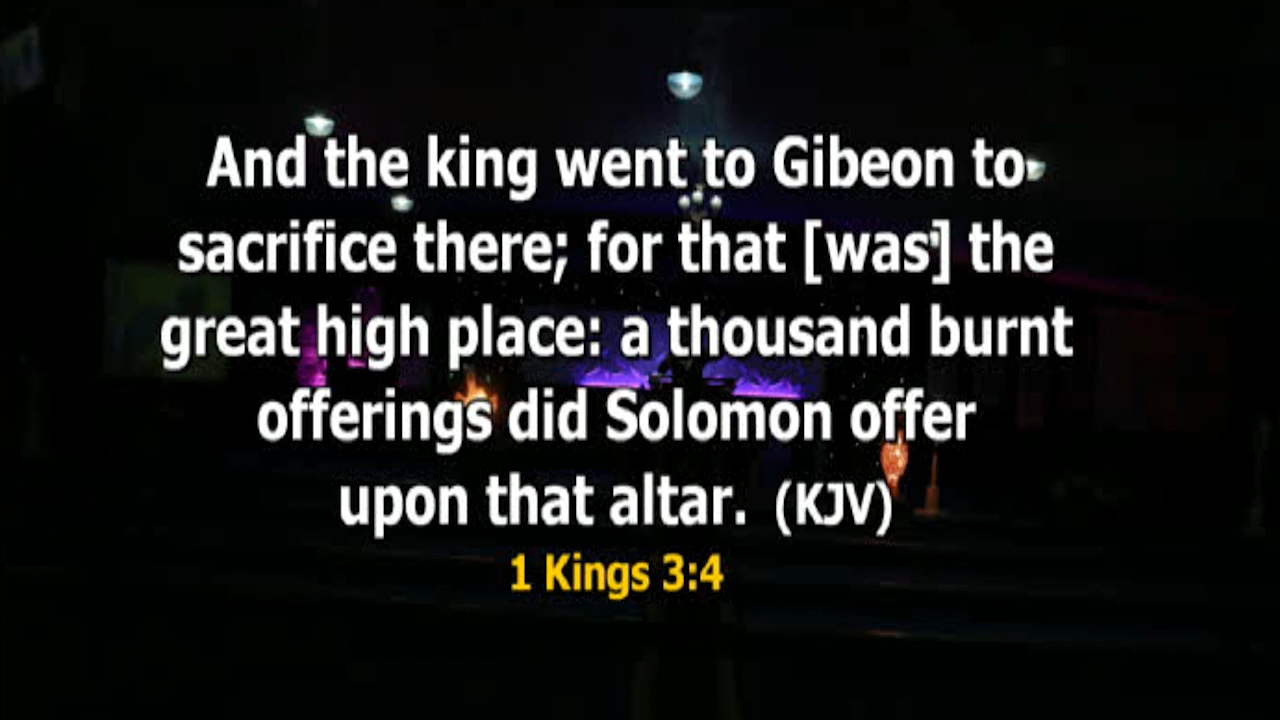 And the king went to Gibeon to
sacrifice there; for that [was] the
great high place: a thousand burnt
offerings did Solomon offer
upon that altar. (KJV)
1 Kings 3:4